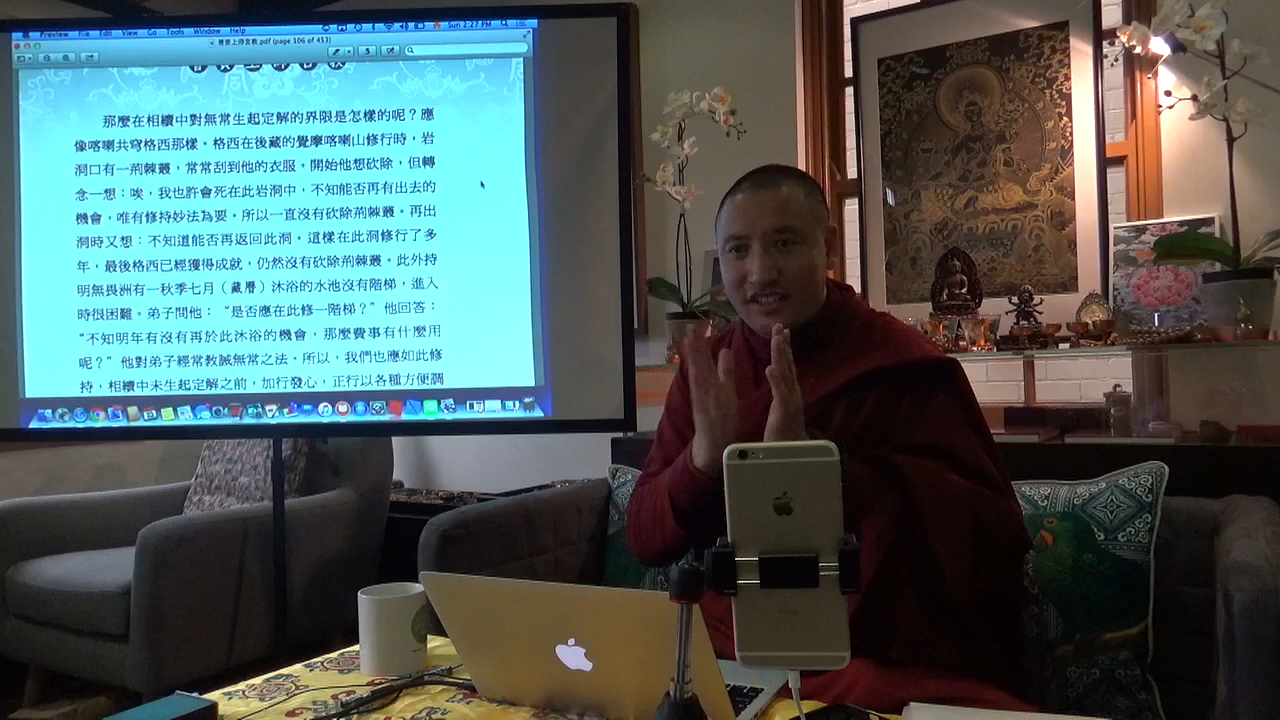 Preview File Edit View Go Tools Window Help
Sun 2:27 PM
普賢上師言教.pdf (page 106 of 453)
那麼在相續中對無常生起定解的界限是怎樣的呢？應
像喀喇共穹格西那樣。格西在後藏的覺摩喀喇山修行時，岩
洞口有一荊棘叢，常常刮到他的衣服。開始他想砍除，但轉
念一想：唉，我也許會死在此岩洞中，不知能否再有出去的
機會，唯有修持妙法為要。所以一直沒有砍除荊棘叢。再出
洞時又想：不知道能否再返回此洞。這樣在此洞修行了多
年，最後格西已經獲得成就，仍然沒有砍除荊棘叢。此外持
明無畏洲有一秋季七月（藏曆）沐浴的水池沒有階梯，進入
時很困難。弟子問他：“是否應在此修一階梯？”他回答：
“不知明年有沒有再於此沐浴的機會，那麼費事有什麼用
呢？”他對弟子經常教誡無常之法。所以，我們也應如此修
持，相續中未生起定解之前，加行發心，正行以各種方便調